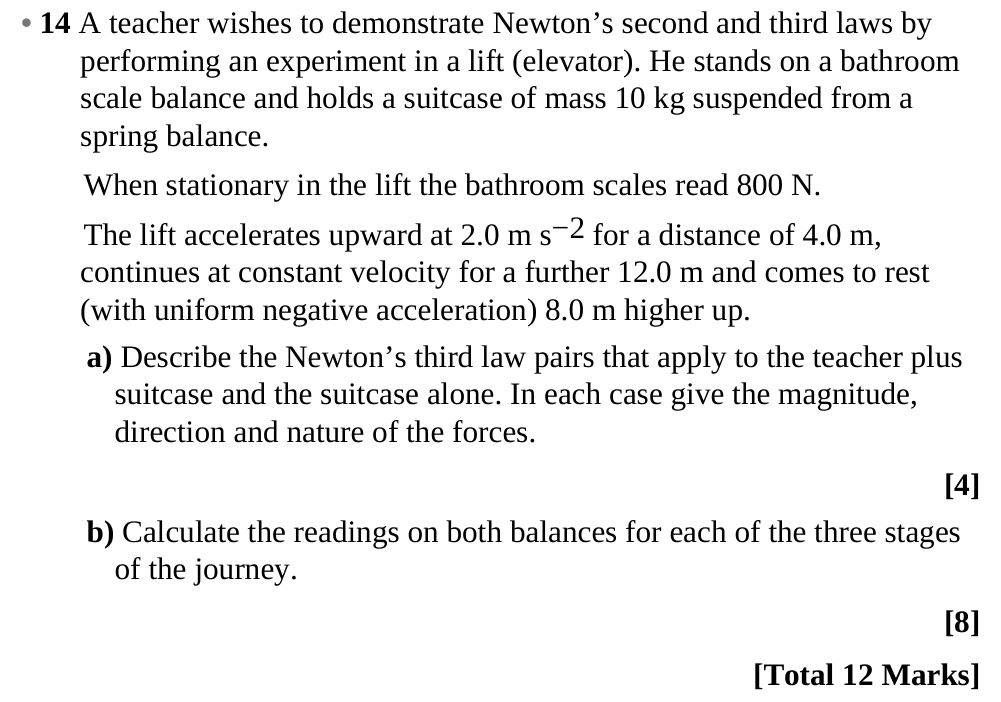 • 14 A teacher wishes to demonstrate Newton’s second and third laws by
performing an experiment in a lift (elevator). He stands on a bathroom
scale balance and holds a suitcase of mass 10 kg suspended from a
spring balance.
When stationary in the lift the bathroom scales read 800 N.
The lift accelerates upward at 2.0 m s⁻² for a distance of 4.0 m,
continues at constant velocity for a further 12.0 m and comes to rest
(with uniform negative acceleration) 8.0 m higher up.
a) Describe the Newton’s third law pairs that apply to the teacher plus
suitcase and the suitcase alone. In each case give the magnitude,
direction and nature of the forces.
[4]
b) Calculate the readings on both balances for each of the three stages
of the journey.
[8]
[Total 12 Marks]